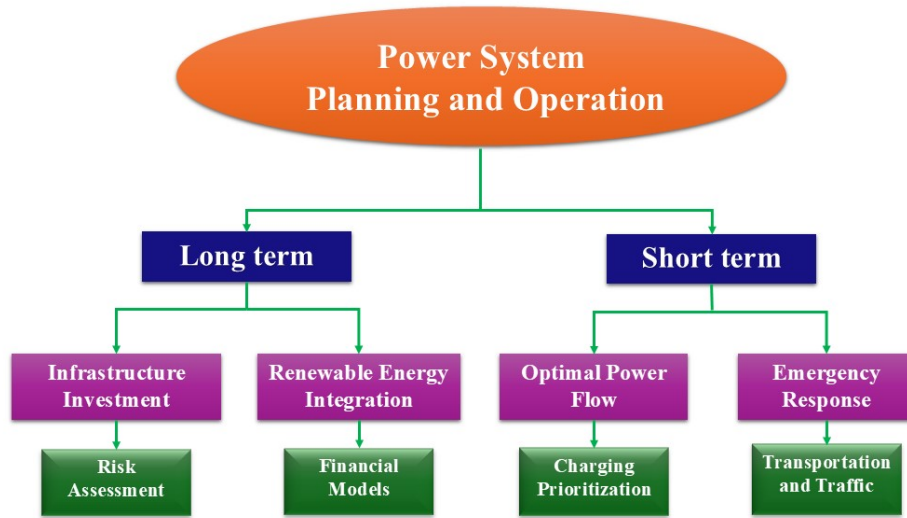 Power System
Planning and Operation
Long term
Short term
Infrastructure
Investment
Renewable Energy
Integration
Optimal Power
Flow
Emergency
Response
Risk
Assessment
Financial
Models
Charging
Prioritization
Transportation
and Traffic